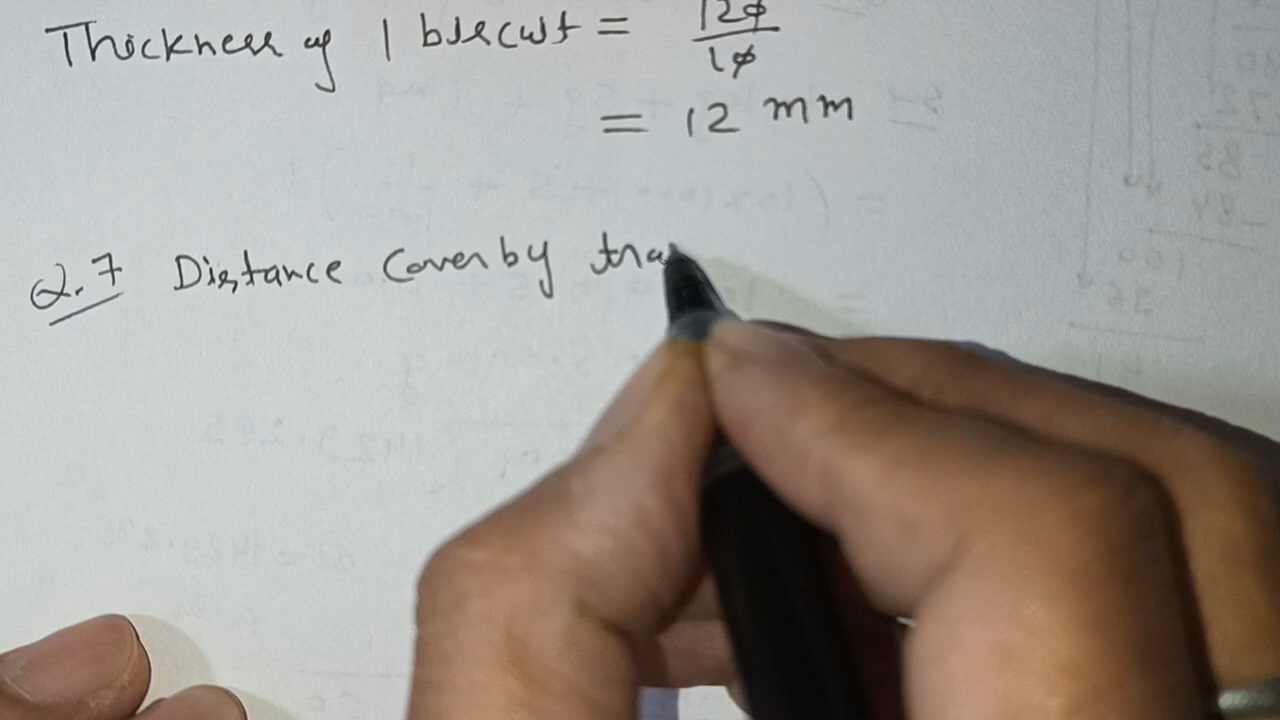 Thickness of 1 biscuit = 120/10
= 12 mm
Q.7 Distance Cover by tra